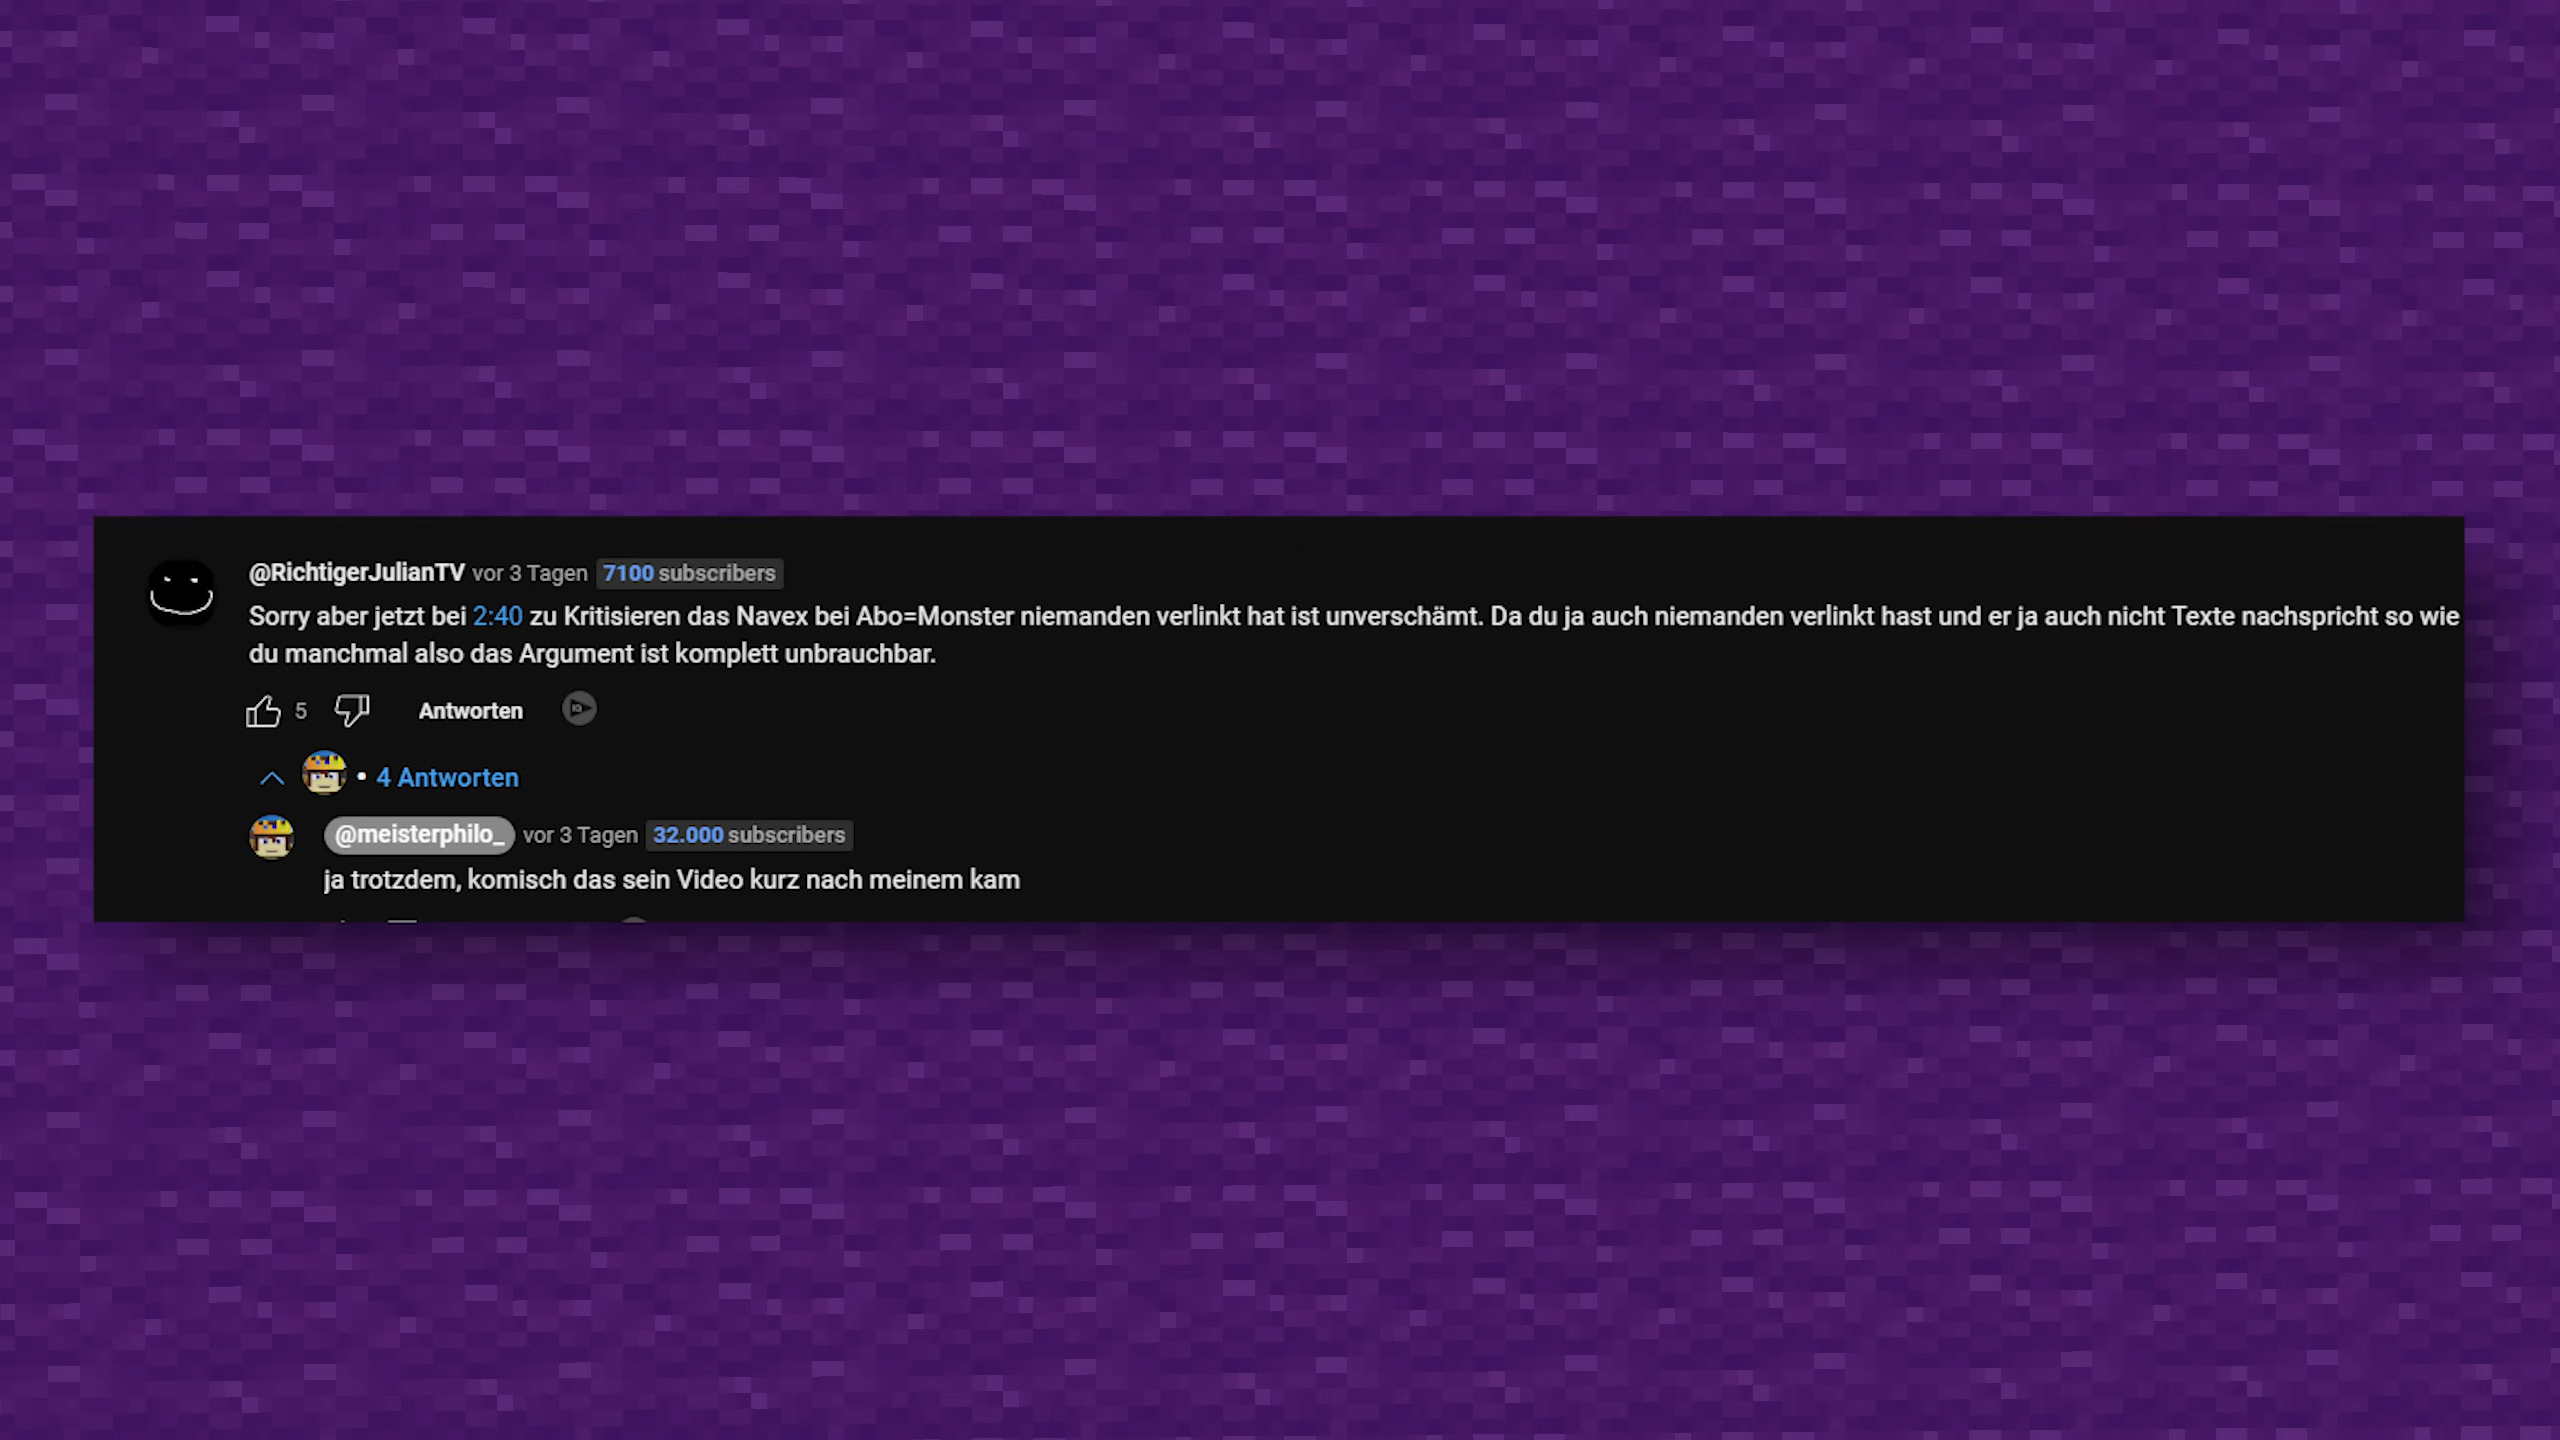 @RichtigerJulianTV vor 3 Tagen 7100 subscribers
Sorry aber jetzt bei 2:40 zu Kritisieren das Navex bei Abo=Monster niemanden verlinkt hat ist unverschämt. Da du ja auch niemanden verlinkt hast und er ja auch nicht Texte nachspricht so wie
du manchmal also das Argument ist komplett unbrauchbar.
5 Antworten
4 Antworten
@meisterphilo_ vor 3 Tagen 32.000 subscribers
ja trotzdem, komisch das sein Video kurz nach meinem kam